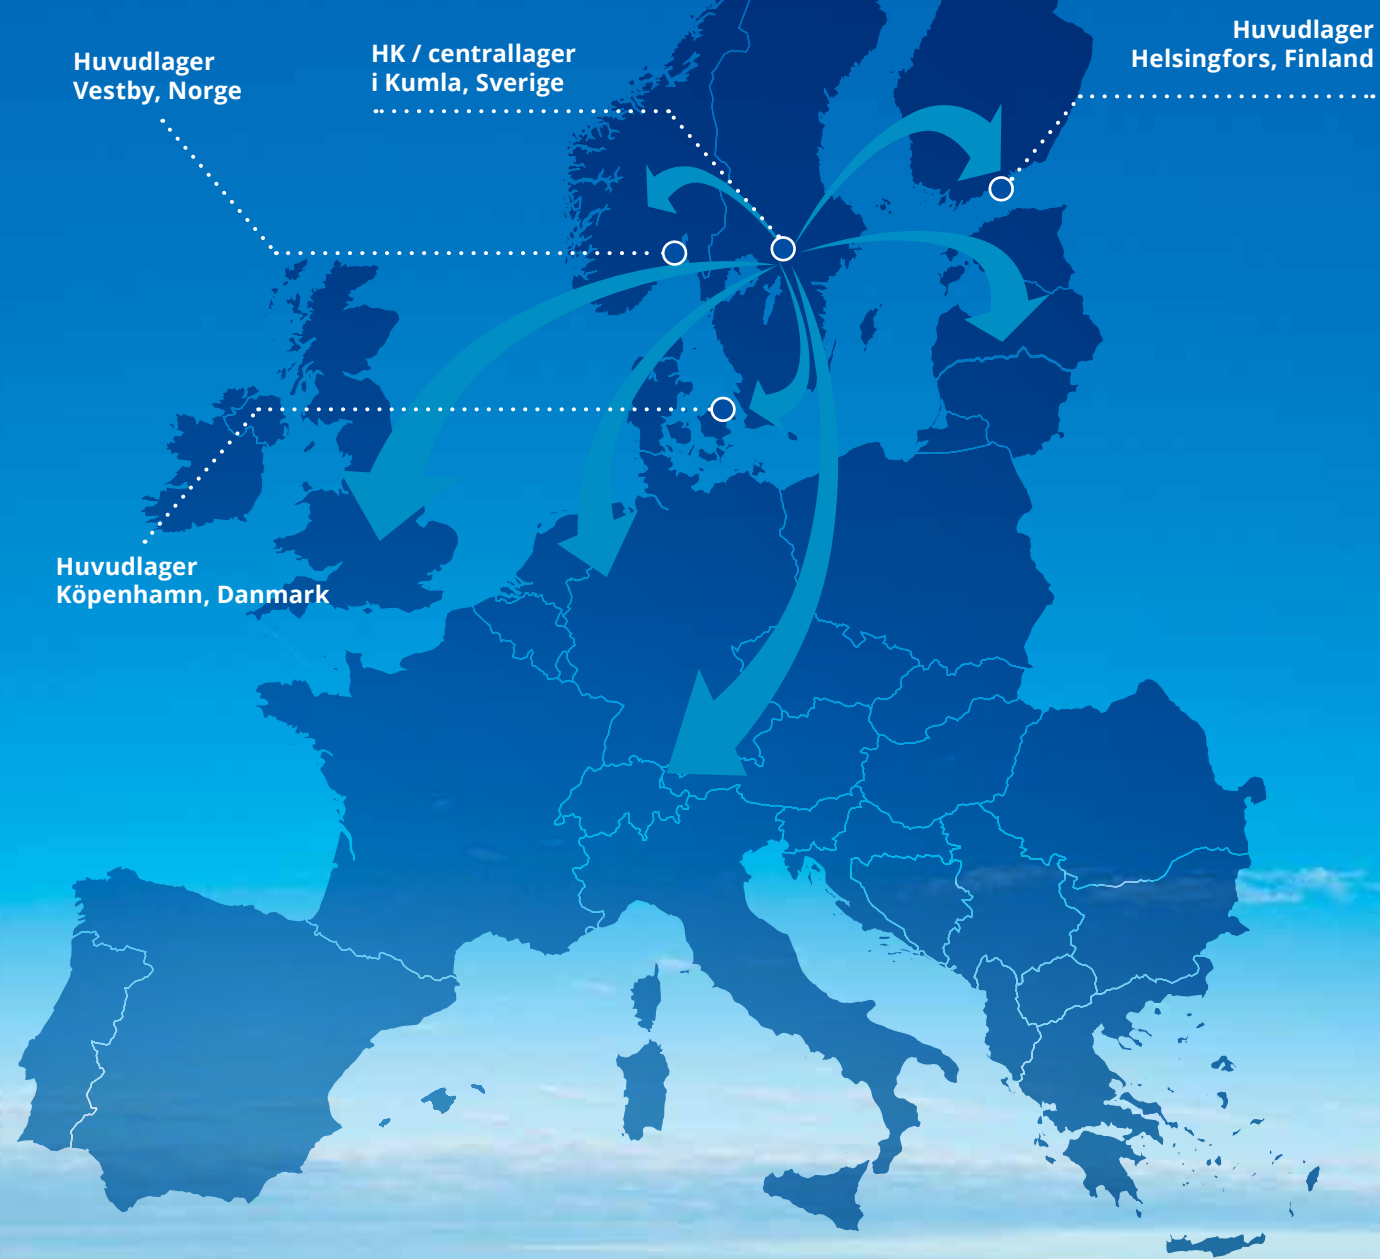 Huvudlager
Vestby, Norge
HK / centrallager
i Kumla, Sverige
Huvudlager
Helsingfors, Finland
Huvudlager
Köpenhamn, Danmark